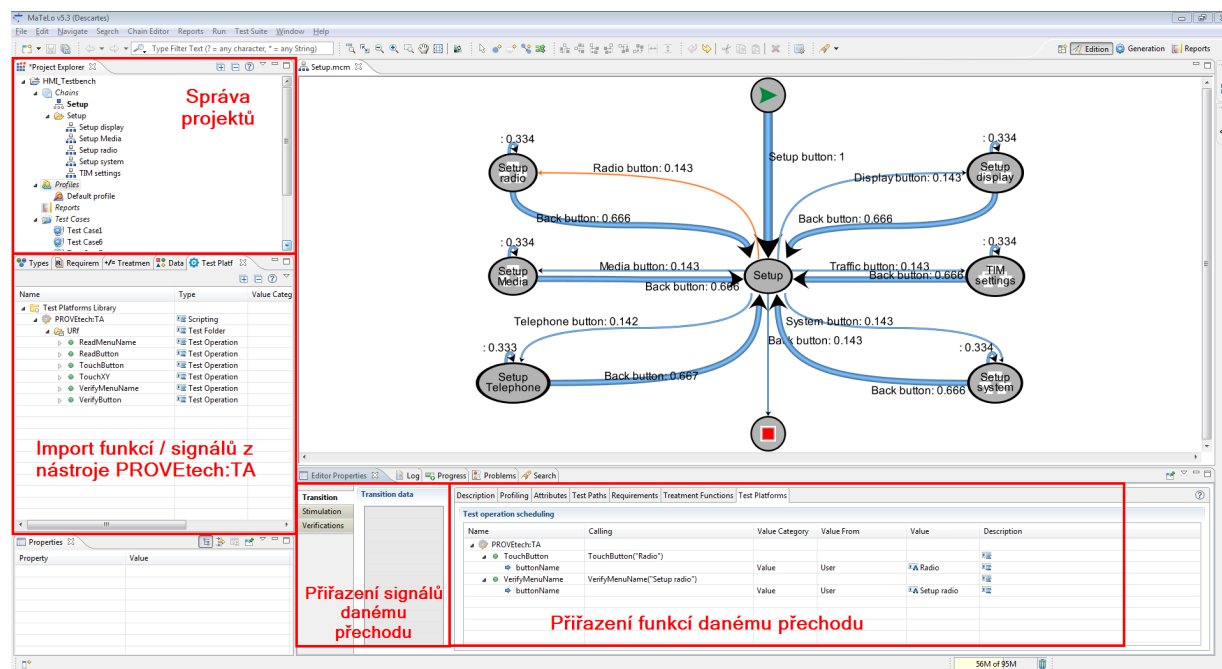 MaTeLo v5.3 (Descartes)
File Edit Navigate Search Chain Editor Reports Run Test Suite Window Help
Type Filter Text (? = any character, * = any String)
Edition Generation Reports
*Project Explorer
HMI_Testbench
Chains
Setup
Setup
Setup display
Setup Media
Setup radio
Setup system
TIM settings
Profiles
Default profile
Reports
Test Cases
Test Case1
Test Case6
Správa
projektů
Types Requirem Treatmen Data Test Platf
Name Type Value Categ
Test Platforms Library
PROVEtech:TA Scripting
URf Test Folder
ReadMenuName Test Operation
ReadButton Test Operation
TouchButton Test Operation
TouchXY Test Operation
VerifyMenuName Test Operation
VerifyButton Test Operation
Import funkcí / signálů z
nástroje PROVEtech:TA
Properties
Property Value
Setup.mcm
: 0.334
Setup
radio
Radio button: 0.143
Back button: 0.666
Setup button: 1
: 0.334
Setup
display
Display button: 0.143
Back button: 0.666
: 0.334
Setup
Media
Media button: 0.143
Back button: 0.666
Setup
: 0.334
TIM
settings
Traffic button: 0.143
Back button: 0.666
Telephone button: 0.142
: 0.333
Setup
Telephone
Back button: 0.667
System button: 0.143
Back button: 0.143
: 0.334
Setup
system
Back button: 0.666
Editor Properties Log Progress Problems Search
Transition
Stimulation
Verifications
Transition data
Description Profiling Attributes Test Paths Requirements Treatment Functions Test Platforms
Test operation scheduling
Name Calling Value Category Value From Value Description
PROVEtech:TA
TouchButton TouchButton("Radio")
buttonName Value User Radio
VerifyMenuName VerifyMenuName("Setup radio")
buttonName Value User Setup radio
Přiřazení signálů
danému
přechodu
Přiřazení funkcí danému přechodu
56M of 95M